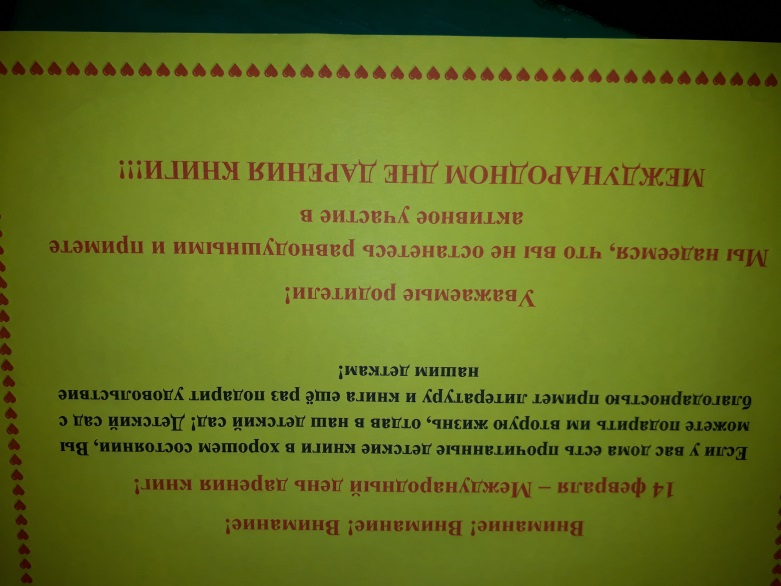 Внимание! Внимание! Внимание!
14 февраля – Международный день дарения книг!
Если у вас дома есть прочитанные детские книги в хорошем состоянии, Вы
можете подарить им вторую жизнь, отдав в наш детский сад! Детский сад с
благодарностью примет литературу и книга ещё раз подарит удовольствие
нашим деткам!
Уважаемые родители!
Мы надеемся, что вы не останетесь равнодушными и примете
активное участие в
МЕЖДУНАРОДНОМ ДНЕ ДАРЕНИЯ КНИГИ!!!